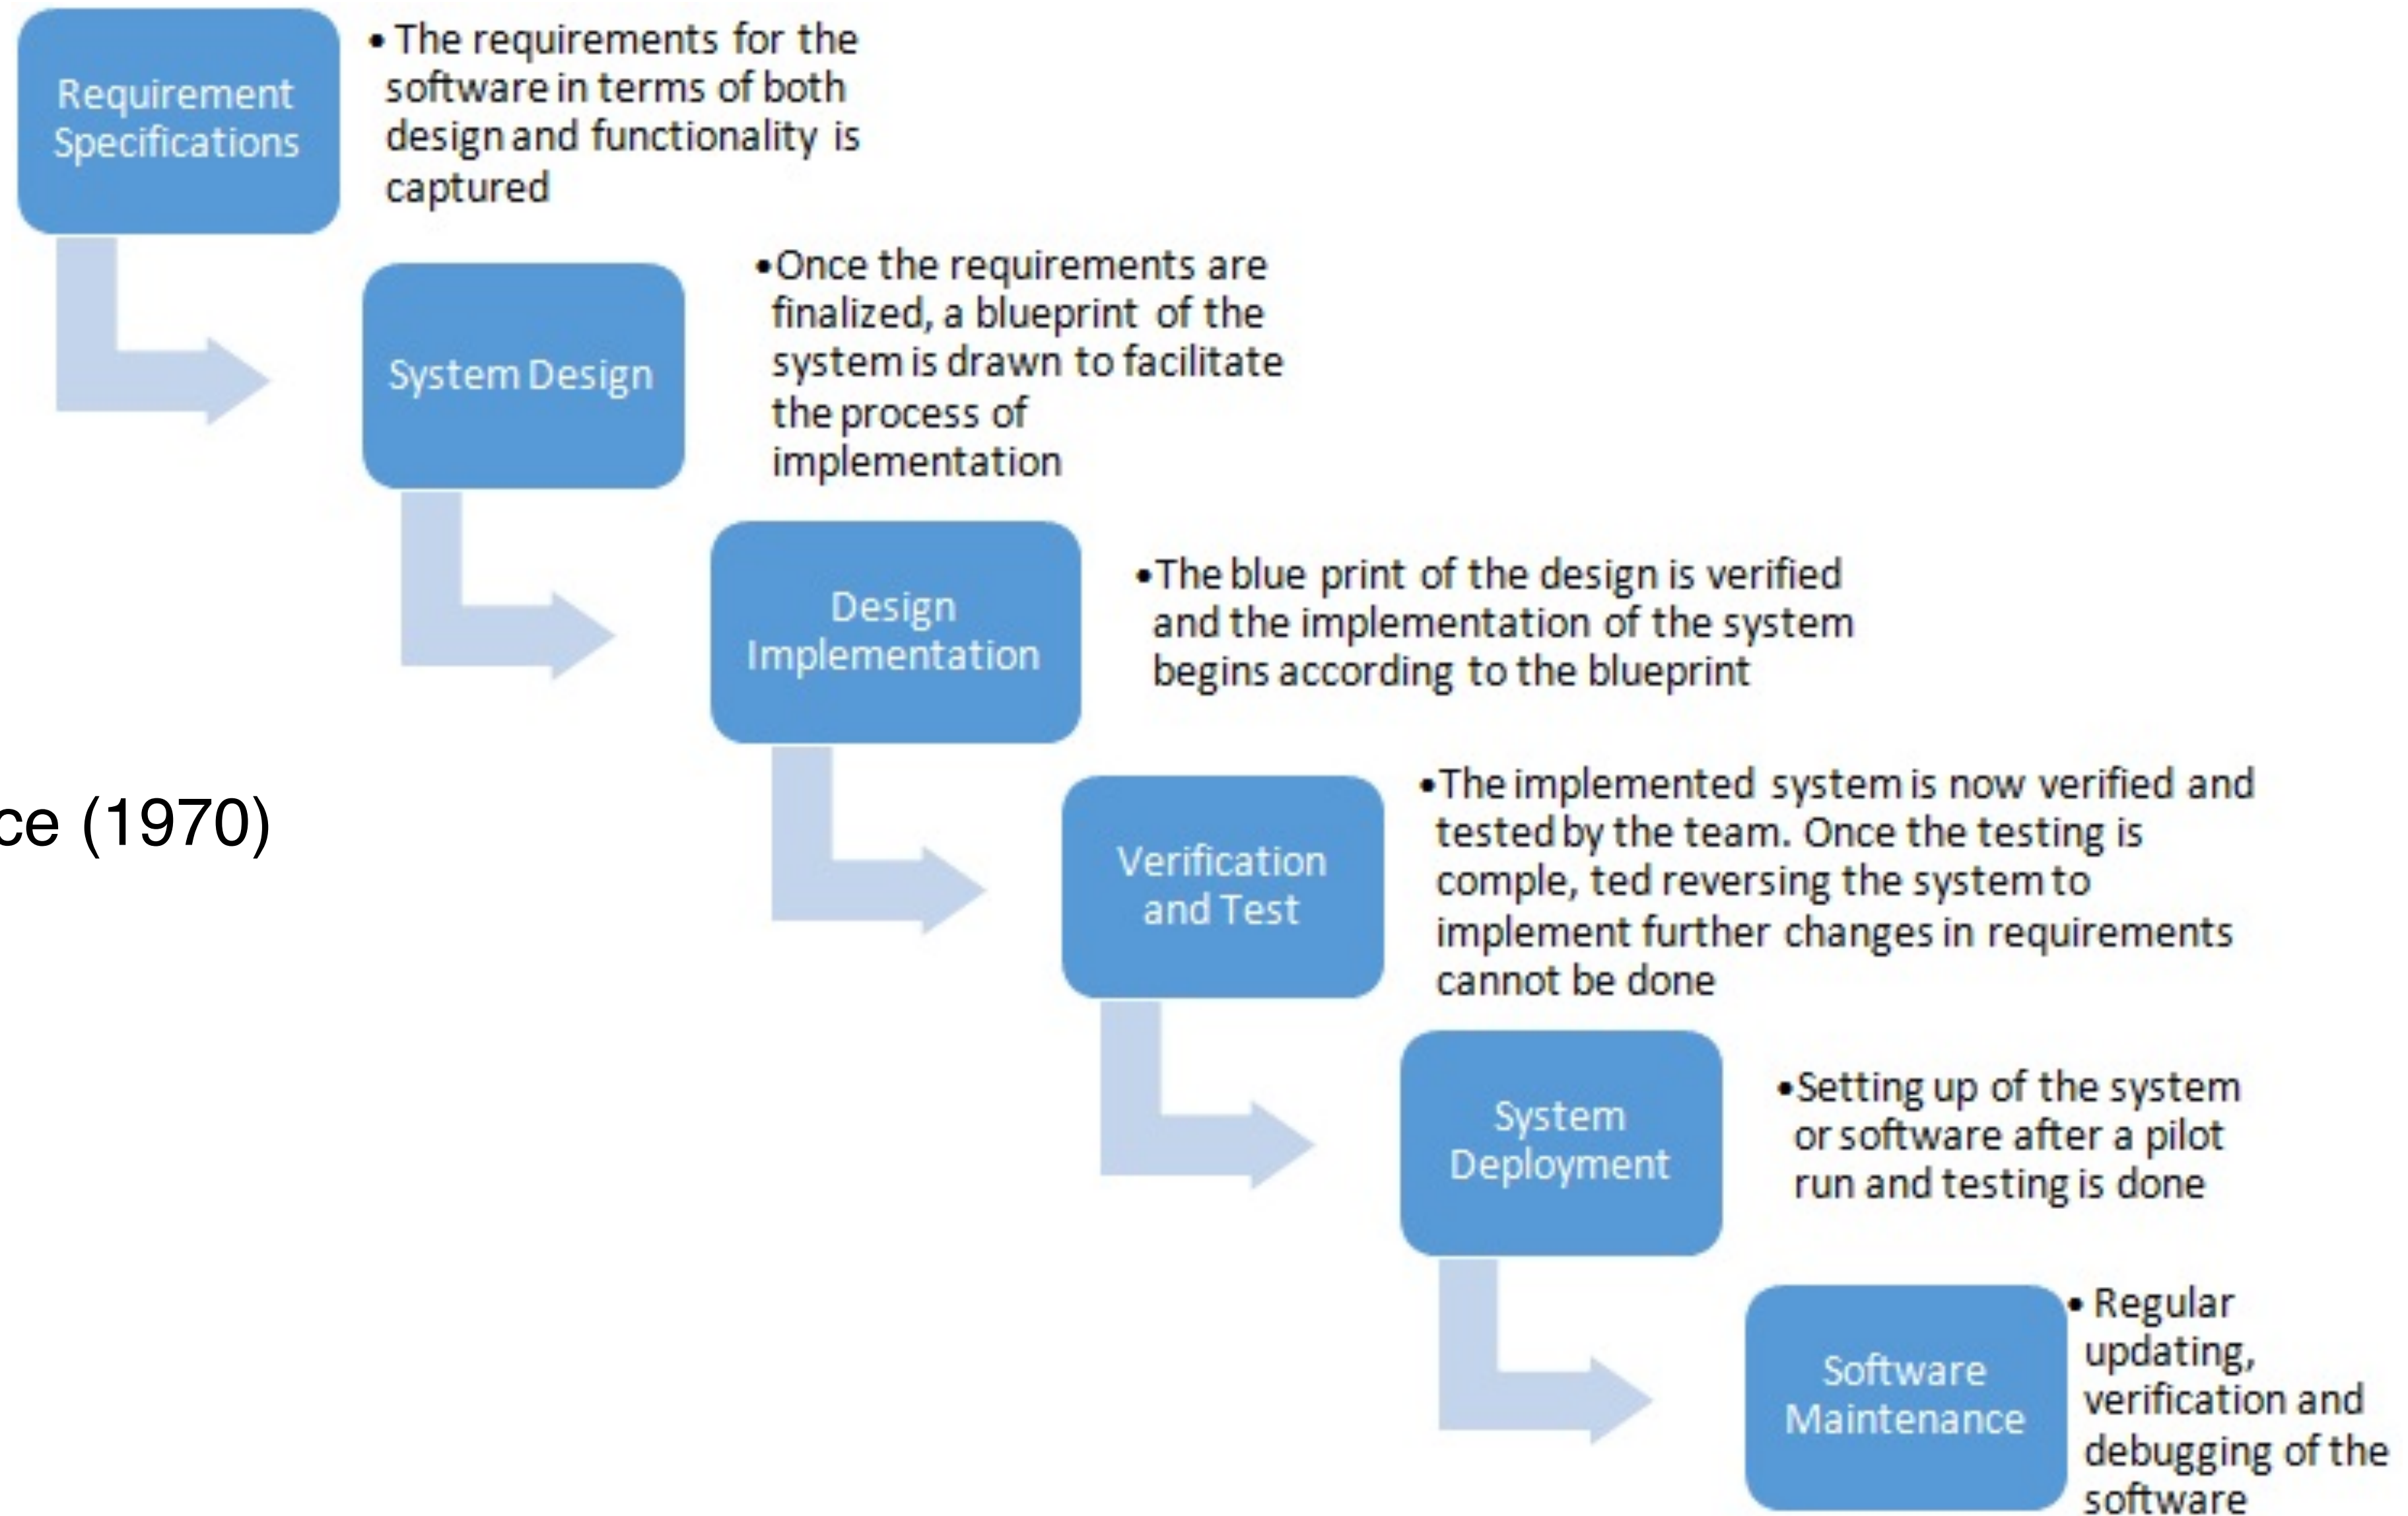 Requirement
Specifications
• The requirements for the
software in terms of both
design and functionality is
captured
System Design
•Once the requirements are
finalized, a blueprint of the
system is drawn to facilitate
the process of
implementation
Design
Implementation
•The blue print of the design is verified
and the implementation of the system
begins according to the blueprint
ce (1970)
Verification
and Test
•The implemented system is now verified and
tested by the team. Once the testing is
comple, ted reversing the system to
implement further changes in requirements
cannot be done
System
Deployment
•Setting up of the system
or software after a pilot
run and testing is done
Software
Maintenance
• Regular
updating,
verification and
debugging of the
software